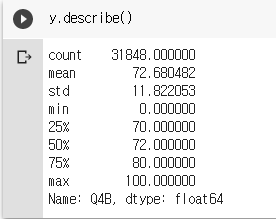 y.describe()
count 31848.000000
mean 72.680482
std 11.822053
min 0.000000
25% 70.000000
50% 72.000000
75% 80.000000
max 100.000000
Name: Q4B, dtype: float64